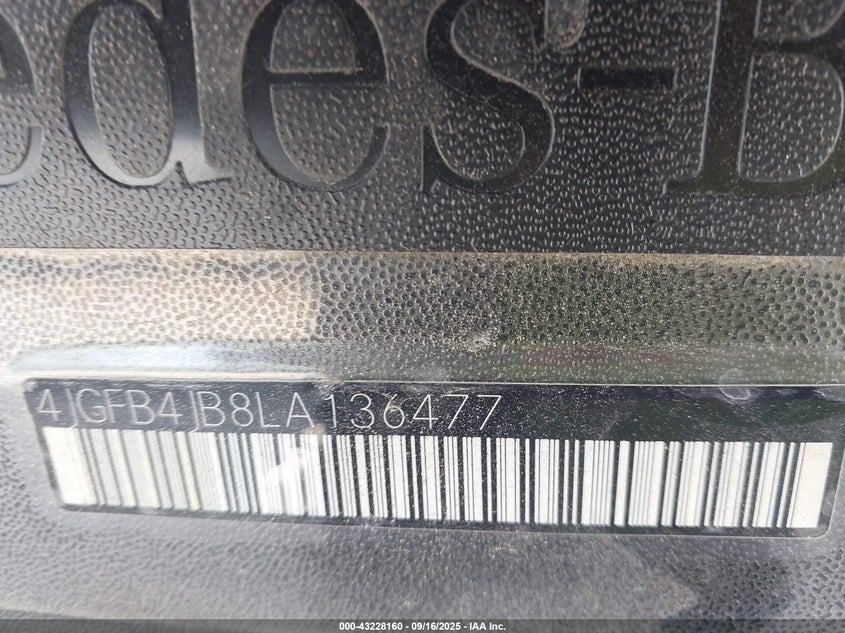 edes-B
4JGFB4JB8LA136477
000-43228160 - 09/16/2025 - IAA Inc.